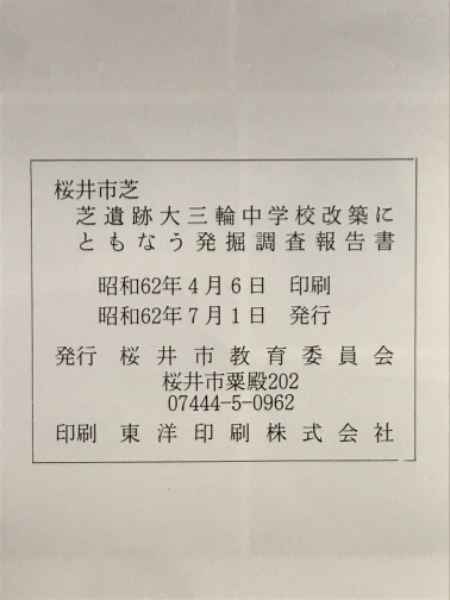 桜井市芝
芝遺跡大三輪中学校改築に
ともなう発掘調査報告書
昭和62年4月6日 印刷
昭和62年7月1日 発行
発行 桜井市教育委員会
桜井市粟殿202
07444-5-0962
印刷 東洋印刷株式会社